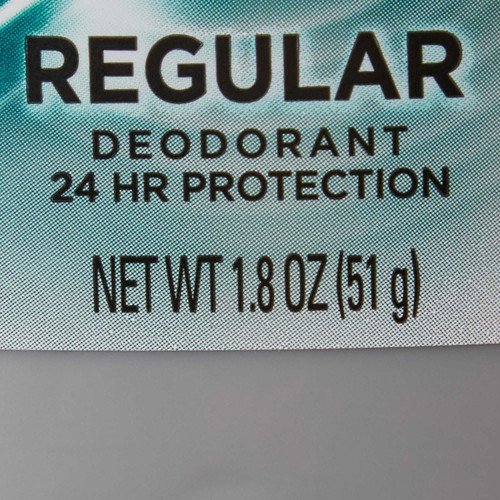 REGULAR
DEODORANT
24 HR PROTECTION
NET WT 1.8 OZ (51 g)